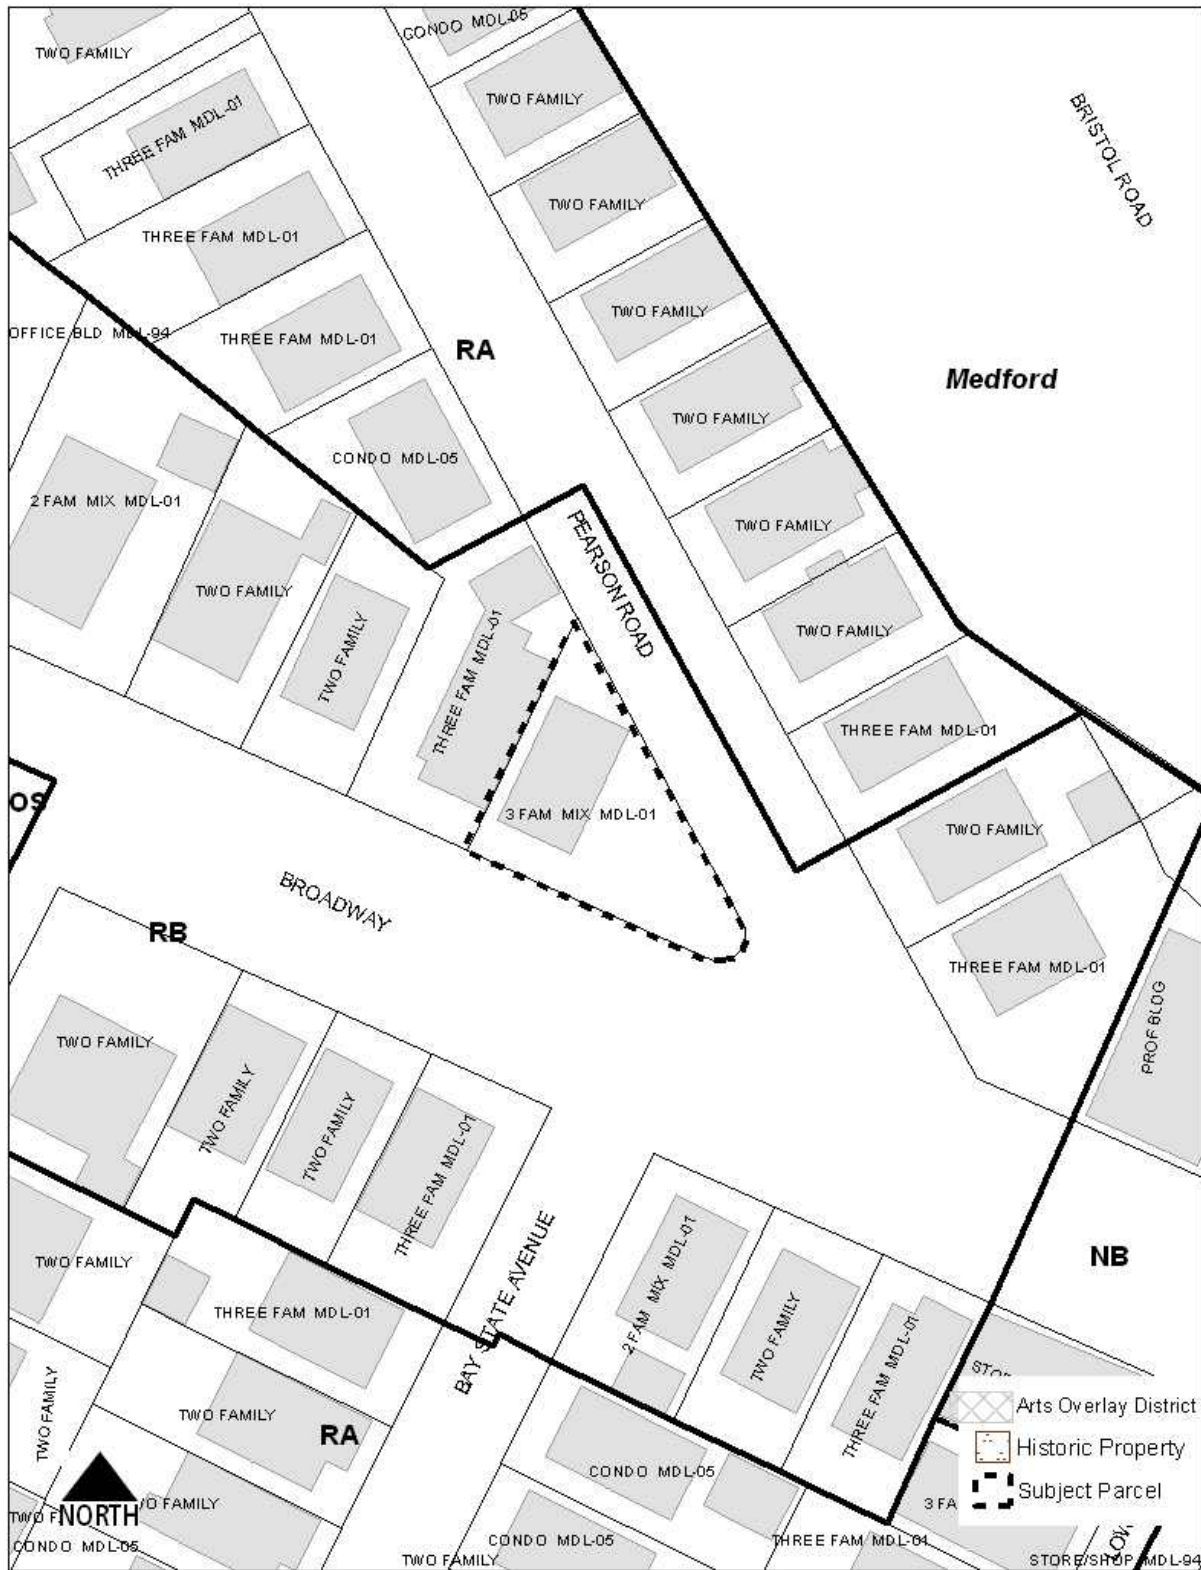 CONDO MDL-05
TWO FAMILY
TWO FAMILY
THREE FAM MDL-01
BRISTOL ROAD
TWO FAMILY
THREE FAM MDL-01
TWO FAMILY
OFFICE BLD MDL-94
THREE FAM MDL-01
RA
TWO FAMILY
Medford
CONDO MDL-05
2 FAM MIX MDL-01
TWO FAMILY
PEARSON ROAD
TWO FAMILY
TWO FAMILY
THREE FAM MDL-01
TWO FAMILY
TWO FAMILY
THREE FAM MDL-01
OS
3 FAM MIX MDL-01
TWO FAMILY
BROADWAY
RB
THREE FAM MDL-01
PROF BLDG
TWO FAMILY
TWO FAMILY
TWO FAMILY
THREE FAM MDL-01
BAY STATE AVENUE
2 FAM MIX MDL-01
NB
TWO FAMILY
THREE FAM MDL-01
TWO FAMILY
THREE FAM MDL-01
TWO FAMILY
TWO FAMILY
RA
Arts Overlay District
Historic Property
Subject Parcel
CONDO MDL-05
NORTH
TWO FAMILY
CONDO MDL-05
TWO FAMILY
CONDO MDL-05
THREE FAM MDL-01
3 FA
STORE/SHOP MDL-94